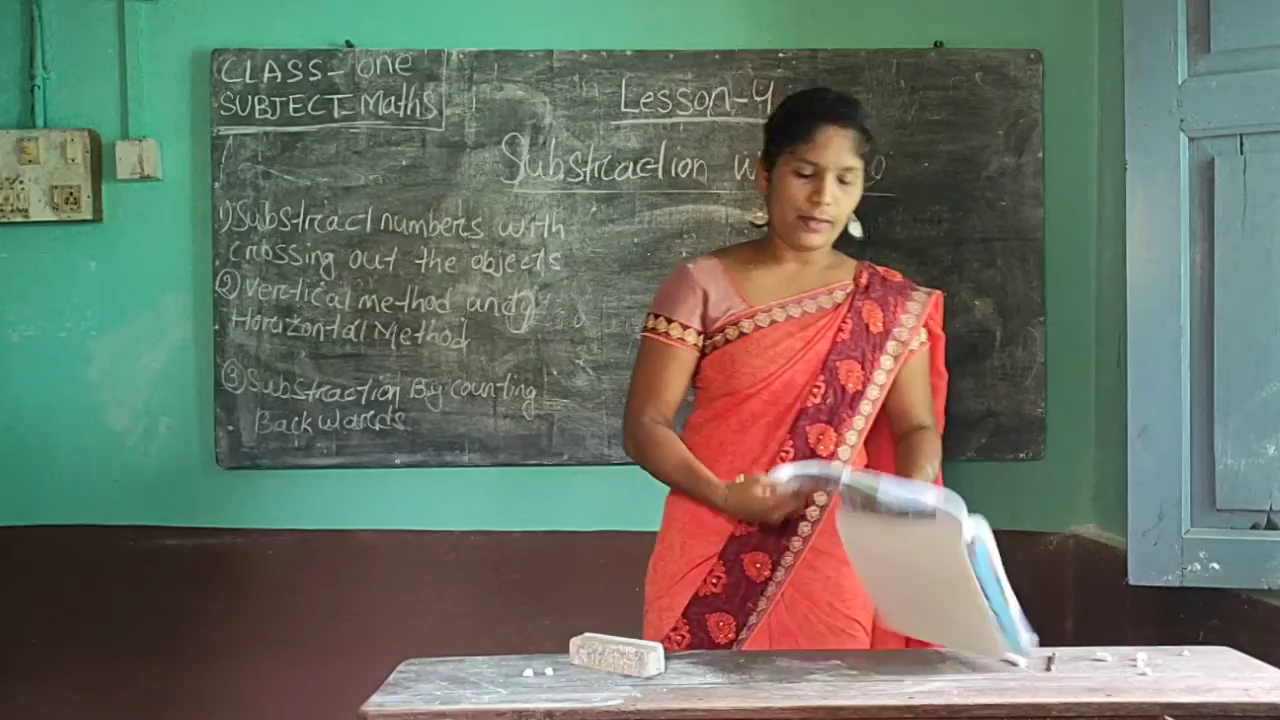 CLASS-one
SUBJECT-Maths
Lesson-4
Substraction
1) Substract numbers with
crossing out the objects
② Vertical method and
Horazontal Method
③ Substraction By counting
Backwards